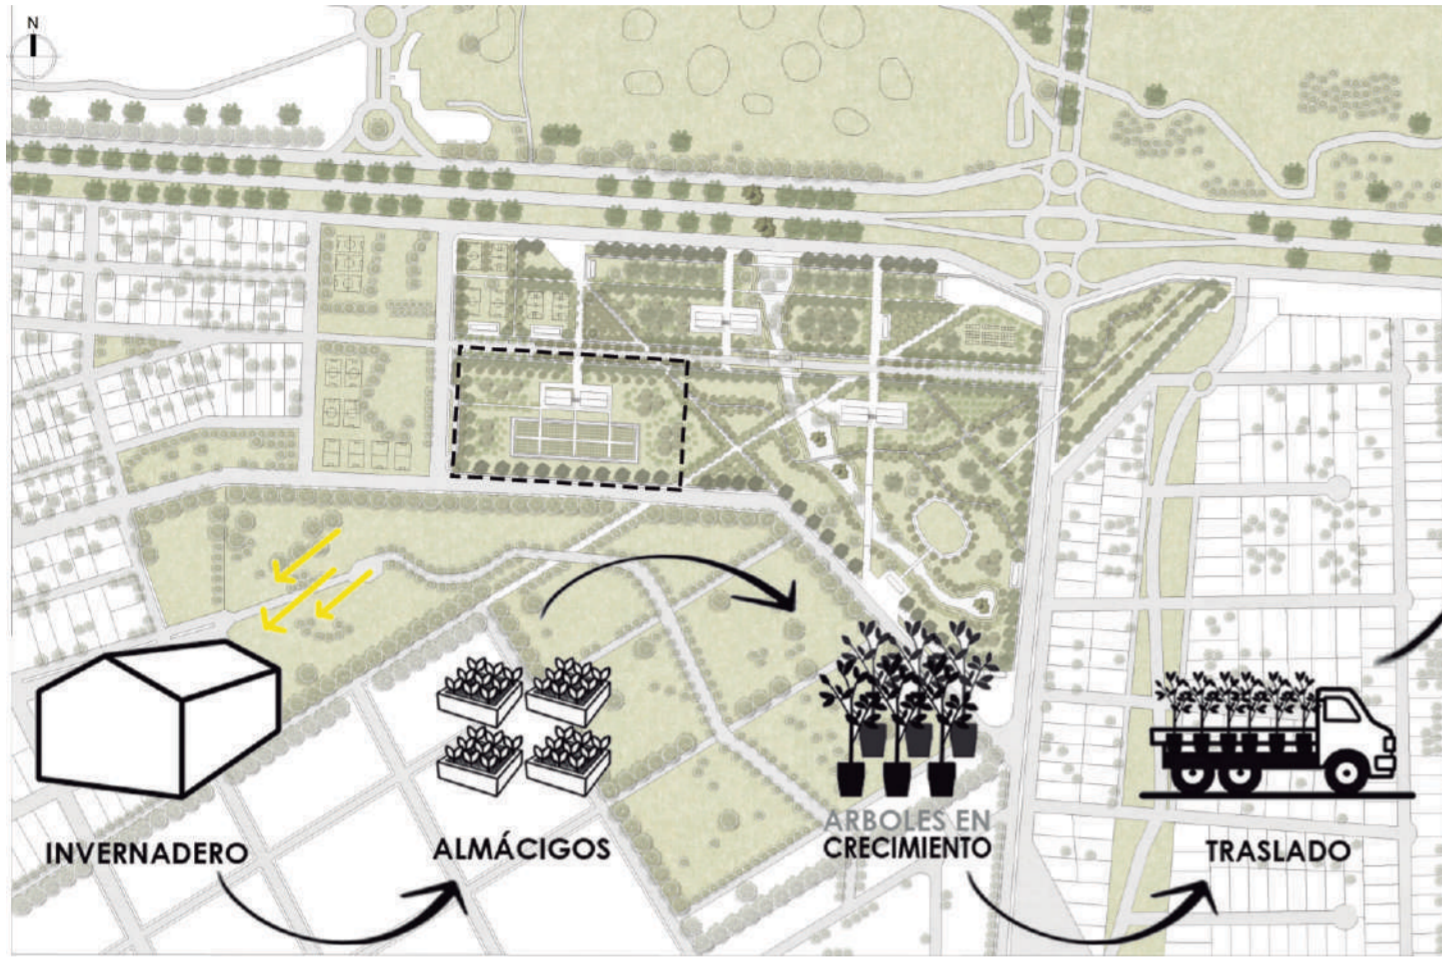 N
INVERNADERO
ALMÁCIGOS
ARBOLES EN
CRECIMIENTO
TRASLADO